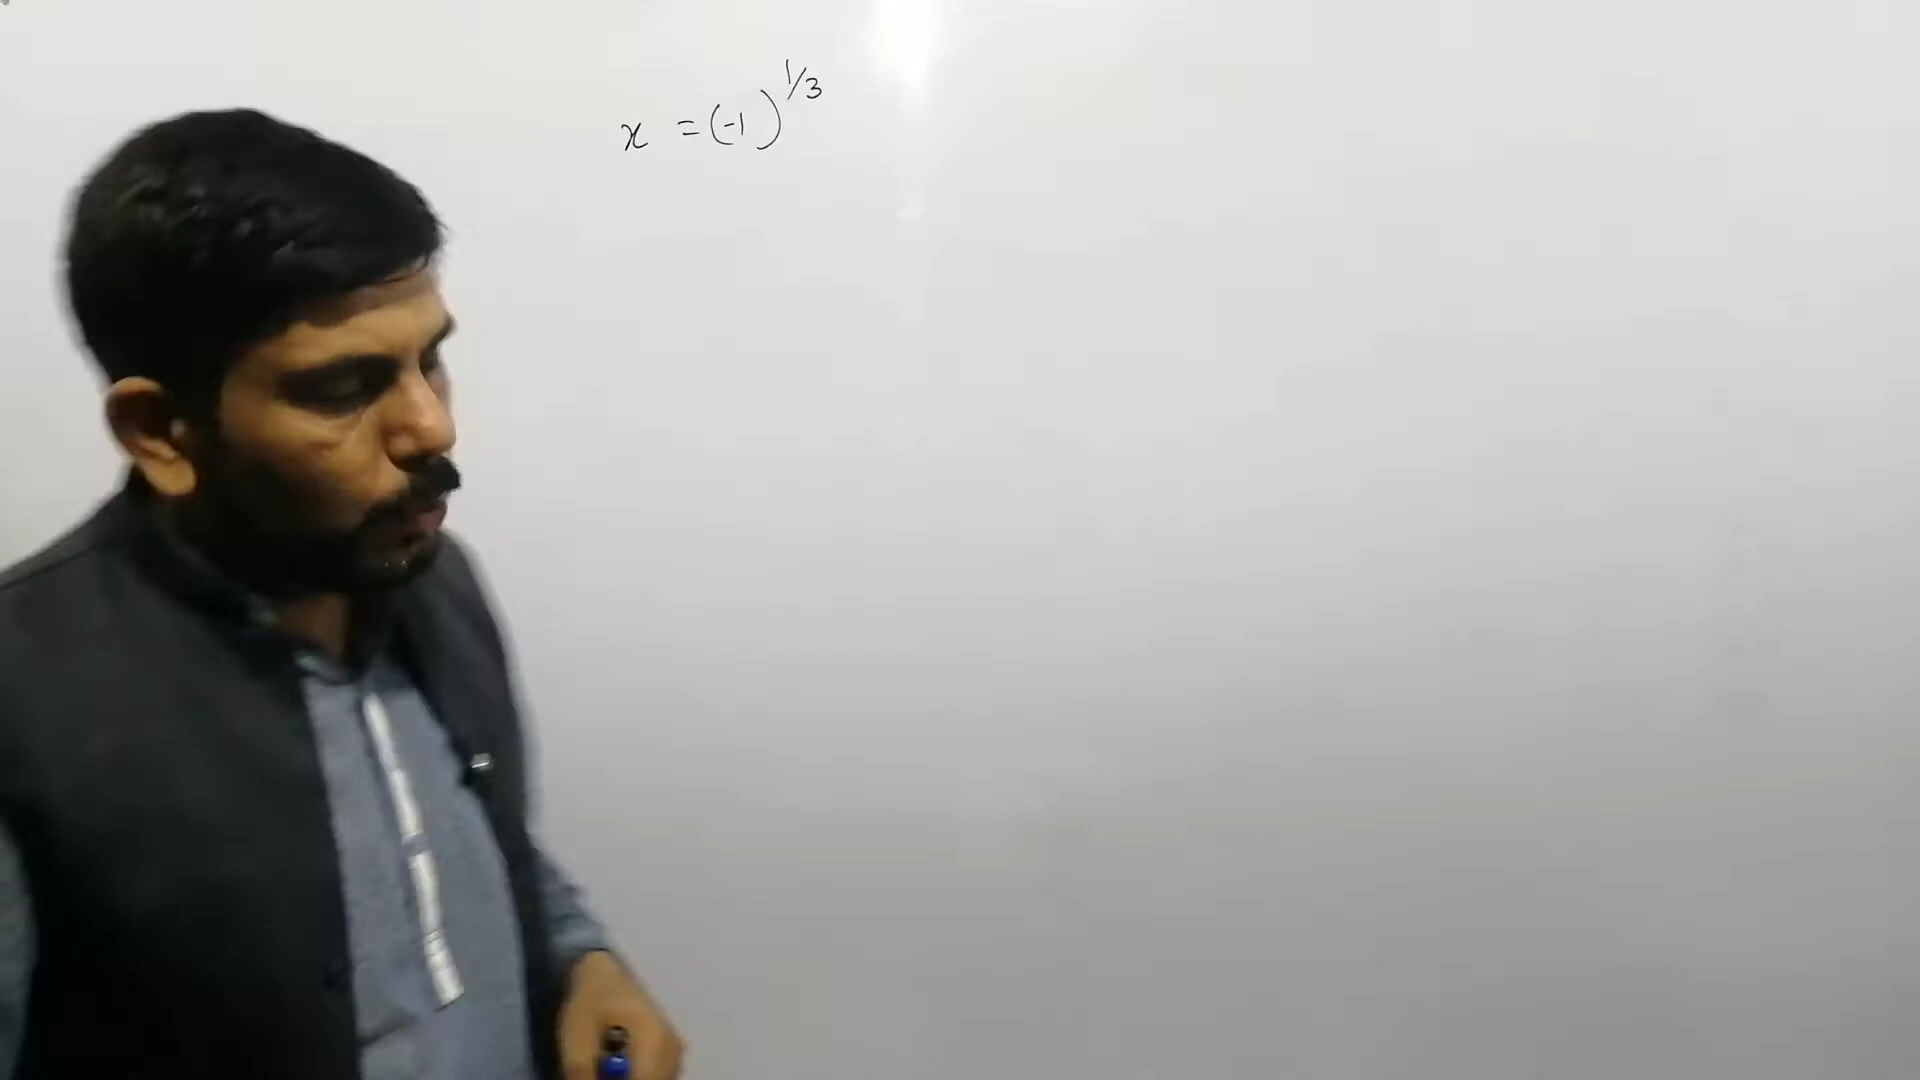 x = (-1)^{1/3}